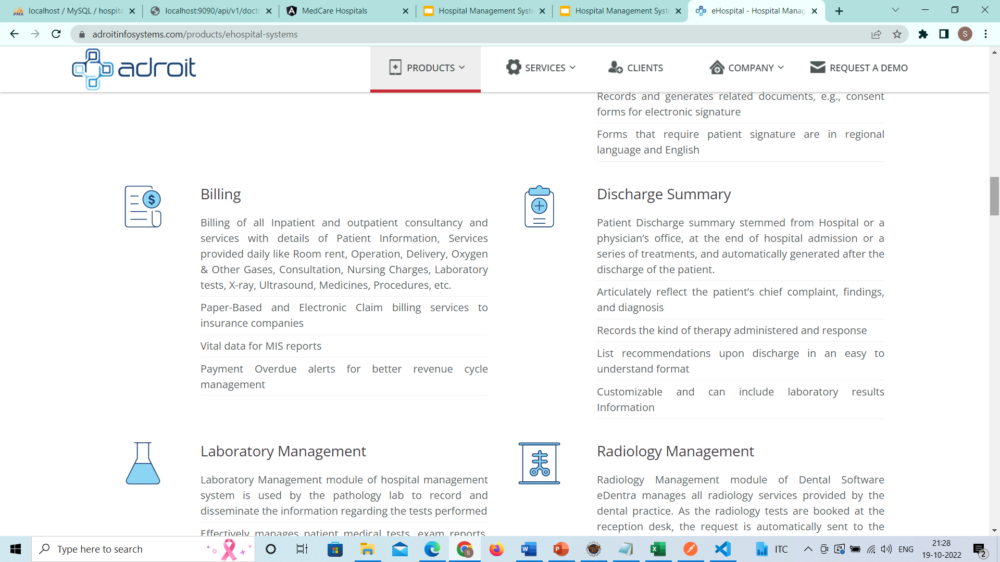 localhost / MySQL / hospita
localhost:9090/api/v1/docto
MedCare Hospitals
Hospital Management Syste
Hospital Management Syste
eHospital - Hospital Manag
adroitinfosystems.com/products/ehospital-systems
S
adroit
PRODUCTS
SERVICES
CLIENTS
COMPANY
REQUEST A DEMO
Records and generates related documents, e.g., consent
forms for electronic signature
Forms that require patient signature are in regional
language and English
Billing
Billing of all Inpatient and outpatient consultancy and
services with details of Patient Information, Services
provided daily like Room rent, Operation, Delivery, Oxygen
& Other Gases, Consultation, Nursing Charges, Laboratory
tests, X-ray, Ultrasound, Medicines, Procedures, etc.
Paper-Based and Electronic Claim billing services to
insurance companies
Vital data for MIS reports
Payment Overdue alerts for better revenue cycle
management
Discharge Summary
Patient Discharge summary stemmed from Hospital or a
physician’s office, at the end of hospital admission or a
series of treatments, and automatically generated after the
discharge of the patient.
Articulately reflect the patient’s chief complaint, findings,
and diagnosis
Records the kind of therapy administered and response
List recommendations upon discharge in an easy to
understand format
Customizable and can include laboratory results
Information
Laboratory Management
Laboratory Management module of hospital management
system is used by the pathology lab to record and
disseminate the information regarding the tests performed
Effectively manages patient medical tests, exam reports,
Radiology Management
Radiology Management module of Dental Software
eDentra manages all radiology services provided by the
dental practice. As the radiology tests are booked at the
reception desk, the request is automatically sent to the
Type here to search
ITC
ENG
21:28
19-10-2022
2